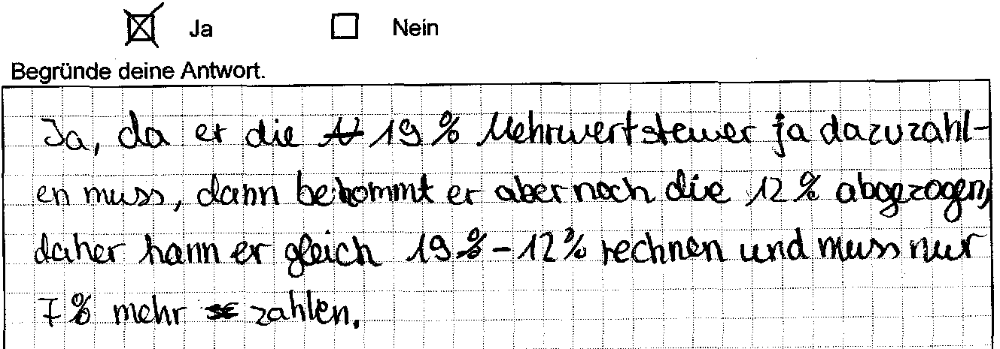 Ja Nein
Begründe deine Antwort.
Ja, da er die 19 % Mehrwertsteuer ja dazuzahl-
en muss, dann bekommt er aber noch die 12 % abgezogen,
daher kann er gleich 19 % - 12 % rechnen und muss nur
7 % mehr zahlen.